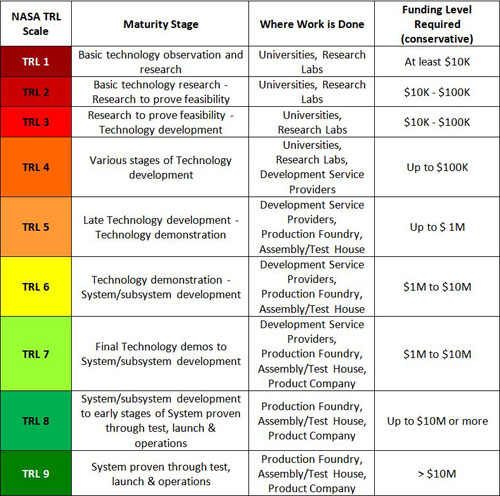 NASA TRL
Scale
Maturity Stage
Where Work is Done
Funding Level
Required
(conservative)
TRL 1
Basic technology observation and
research
Universities, Research
Labs
At least $10K
TRL 2
Basic technology research -
Research to prove feasibility
Universities, Research
Labs
$10K - $100K
TRL 3
Research to prove feasibility -
Technology development
Universities,
Research Labs
$10K - $100K
TRL 4
Various stages of Technology
development
Universities,
Research Labs,
Development Service
Providers
Up to $100K
TRL 5
Late Technology development -
Technology demonstration
Development Service
Providers,
Production Foundry,
Assembly/Test House
Up to $ 1M
TRL 6
Technology demonstration -
System/subsystem development
Development Service
Providers,
Production Foundry,
Assembly/Test House
$1M to $10M
TRL 7
Final Technology demos to
System/subsystem development
Development Service
Providers,
Production Foundry,
Assembly/Test House,
Product Company
$1M to $10M
TRL 8
System/subsystem development
to early stages of System proven
through test, launch &
operations
Production Foundry,
Assembly/Test House,
Product Company
Up to $10M or more
TRL 9
System proven through test,
launch & operations
Production Foundry,
Assembly/Test House,
Product Company
> $10M